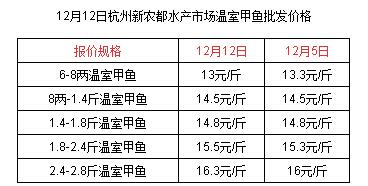 12月12日杭州新农都水产市场温室甲鱼批发价格
报价规格 12月12日 12月5日
6-8两温室甲鱼 13元/斤 13.3元/斤
8两-1.4斤温室甲鱼 14.5元/斤 14.5元/斤
1.4-1.8斤温室甲鱼 14.8元/斤 14.8元/斤
1.8-2.4斤温室甲鱼 15.5元/斤 15.3元/斤
2.4-2.8斤温室甲鱼 16.3元/斤 16元/斤